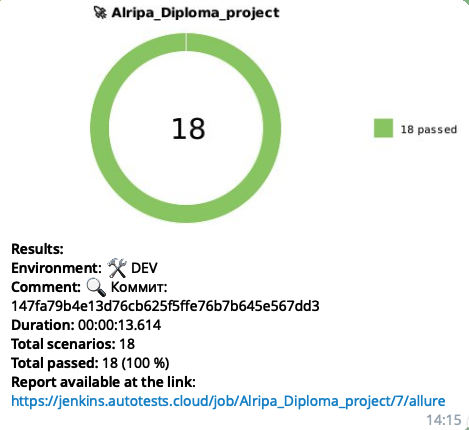 🚀 Alripa_Diploma_project
18
18 passed
Results:
Environment: 🛠 DEV
Comment: 🔍 Коммит:
147fa79b4e13d76cb625f5ffe76b7b645e567dd3
Duration: 00:00:13.614
Total scenarios: 18
Total passed: 18 (100 %)
Report available at the link:
https://jenkins.autotests.cloud/job/Alripa_Diploma_project/7/allure
14:15